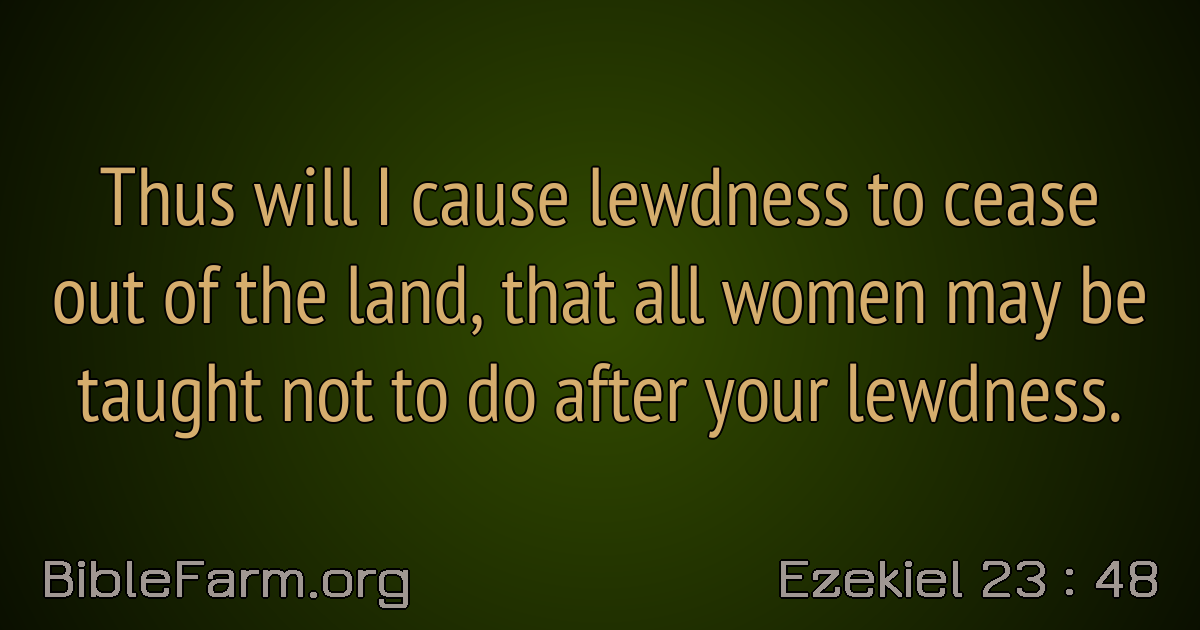 Thus will I cause lewdness to cease
out of the land, that all women may be
taught not to do after your lewdness.
BibleFarm.org
Ezekiel 23 : 48